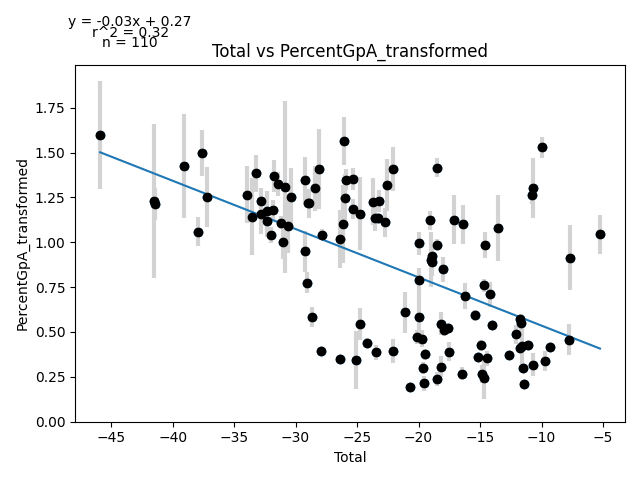 y = -0.03x + 0.27
r^2 = 0.32
n = 110
Total vs PercentGpA_transformed
PercentGpA_transformed
1.75
1.50
1.25
1.00
0.75
0.50
0.25
0.00
−45 −40 −35 −30 −25 −20 −15 −10 −5
Total